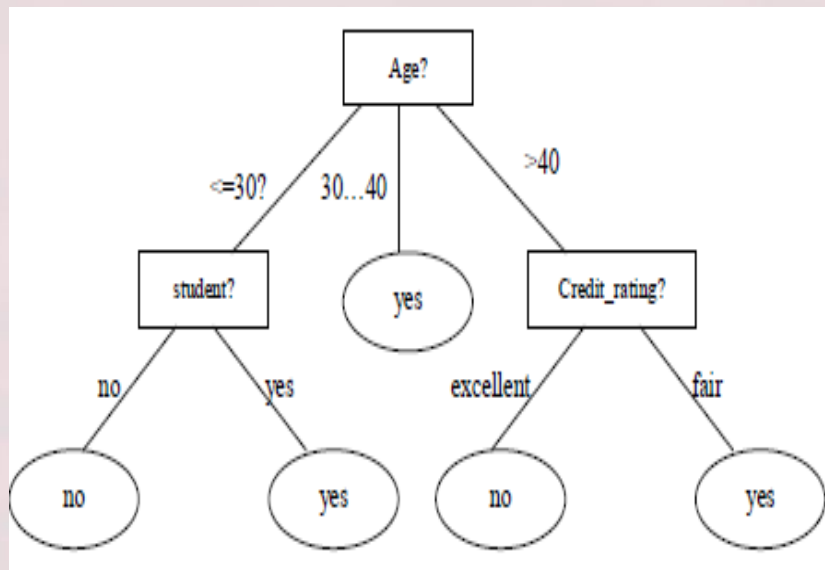 Age?
<=30?
30...40
>40
student?
yes
Credit_rating?
no
yes
excellent
fair
no
yes
no
yes